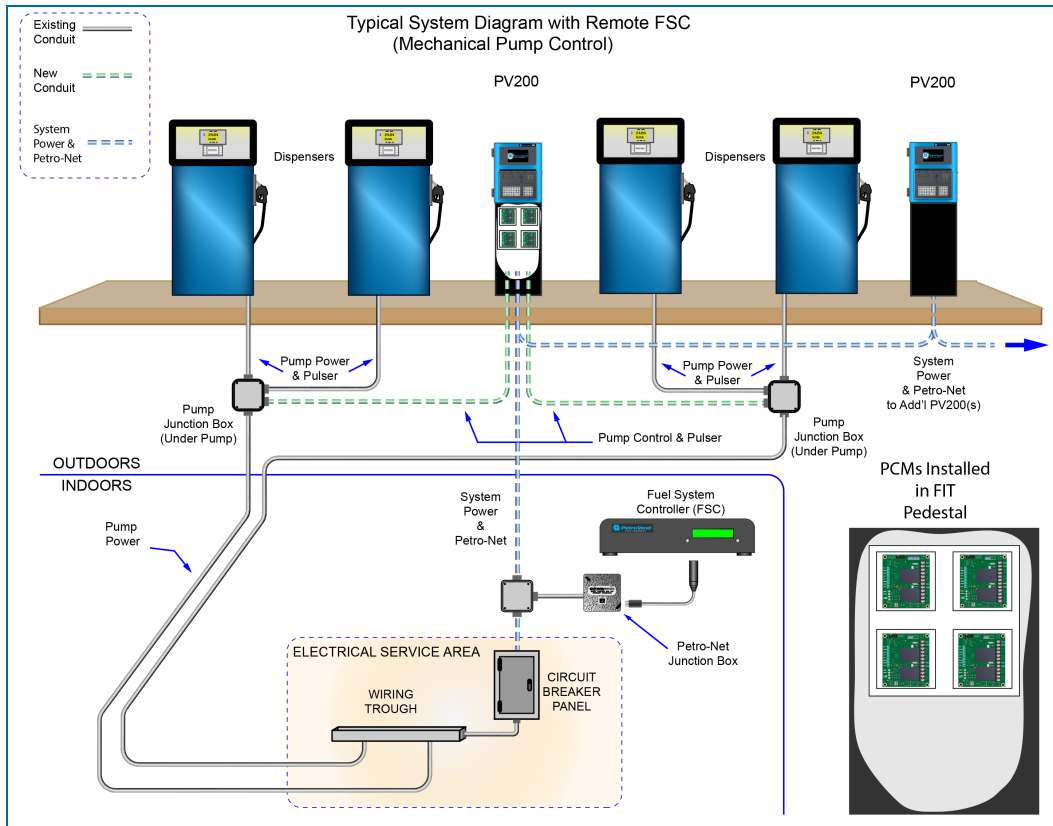 Typical System Diagram with Remote FSC
(Mechanical Pump Control)
Existing
Conduit
New
Conduit
System
Power &
Petro-Net
PV200
PV200
Dispensers
Dispensers
Pump Power
& Pulser
Pump Power
& Pulser
System
Power
& Petro-Net
to Add'l PV200(s)
Pump
Junction Box
(Under Pump)
Pump Control & Pulser
Pump
Junction Box
(Under Pump)
OUTDOORS
INDOORS
PCMs Installed
in FIT
Pedestal
System
Power
&
Petro-Net
Fuel System
Controller (FSC)
Pump
Power
Petro-Net
Junction Box
ELECTRICAL SERVICE AREA
WIRING
TROUGH
CIRCUIT
BREAKER
PANEL